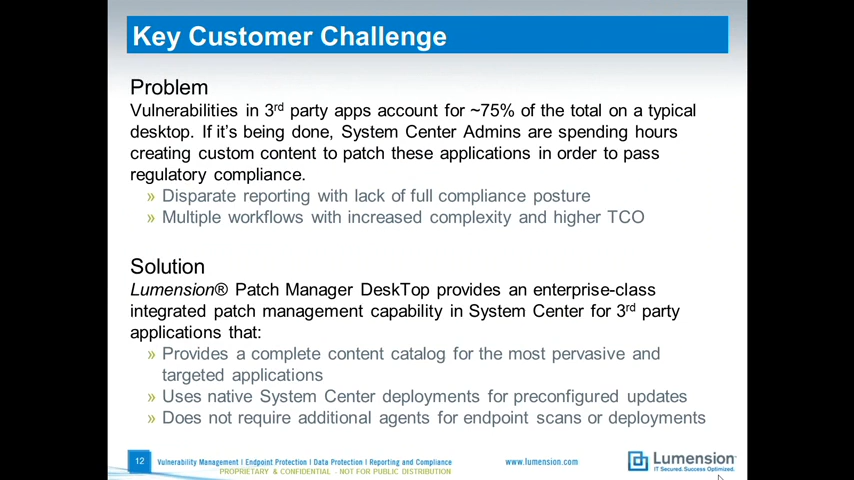 Key Customer Challenge
Problem
Vulnerabilities in 3rd party apps account for ~75% of the total on a typical
desktop. If it's being done, System Center Admins are spending hours
creating custom content to patch these applications in order to pass
regulatory compliance.
» Disparate reporting with lack of full compliance posture
» Multiple workflows with increased complexity and higher TCO
Solution
Lumension® Patch Manager DeskTop provides an enterprise-class
integrated patch management capability in System Center for 3rd party
applications that:
» Provides a complete content catalog for the most pervasive and
targeted applications
» Uses native System Center deployments for preconfigured updates
» Does not require additional agents for endpoint scans or deployments
12 Vulnerability Management | Endpoint Protection | Data Protection | Reporting and Compliance www.lumension.com Lumension
PROPRIETARY & CONFIDENTIAL - NOT FOR PUBLIC DISTRIBUTION IT Secured. Success Optimized.